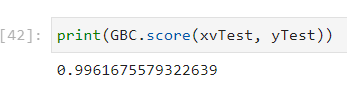 [42]: print(GBC.score(xvTest, yTest))
0.9961675579322639